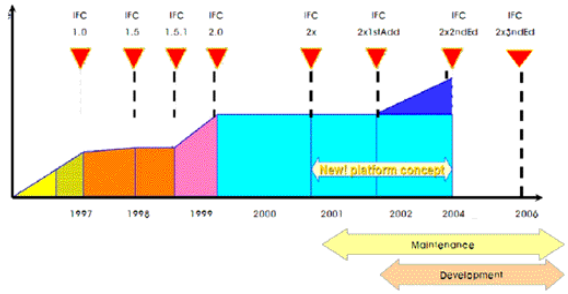 IFC IFC IFC IFC IFC IFC IFC IFC
1.0 1.5 1.5.1 2.0 2x 2x1stAdd 2x2ndEd 2x3ndEd
New! platform concept
1997 1998 1999 2000 2001 2002 2004 2006
Maintenance
Development